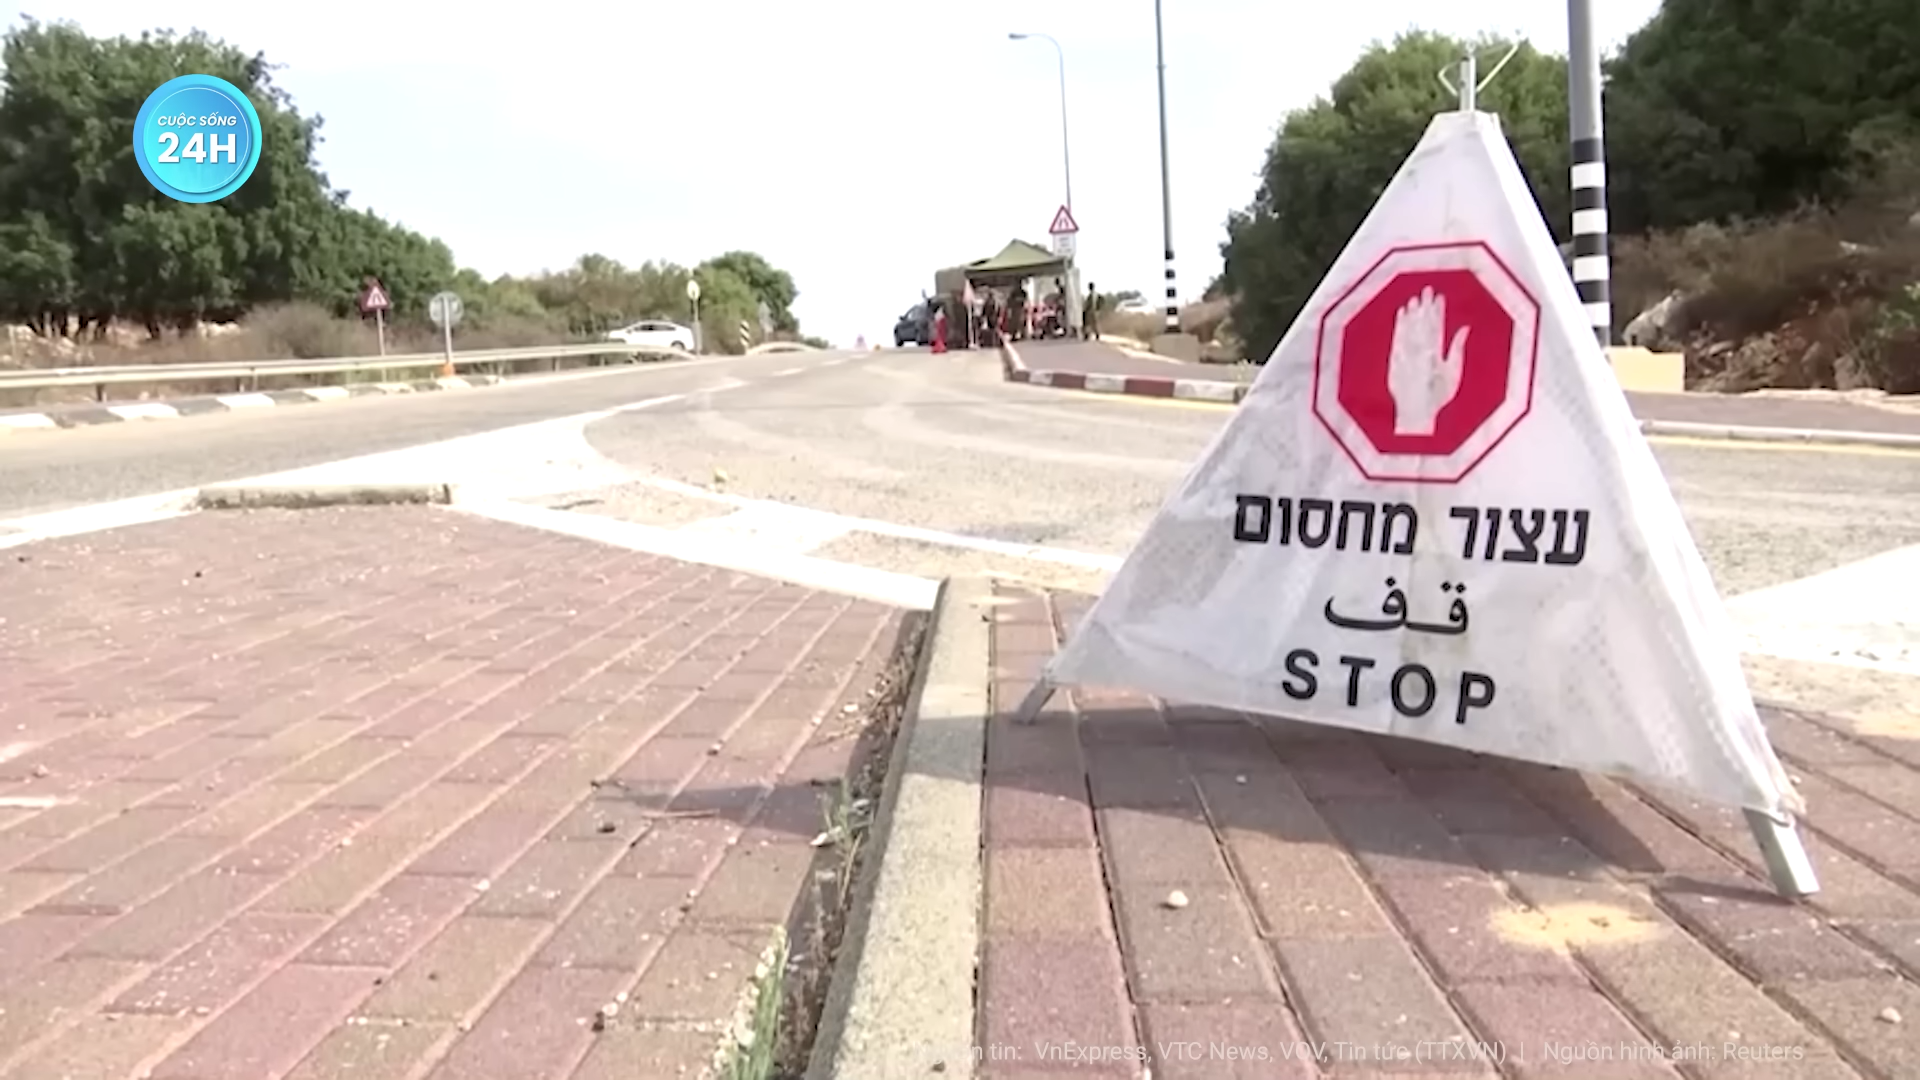 CUỘC SỐNG
24H
עצור מחסום
قف
STOP
tin: VnExpress, VTC News, VOV, Tin tức (TTXVN) | Nguồn hình ảnh: Reuters